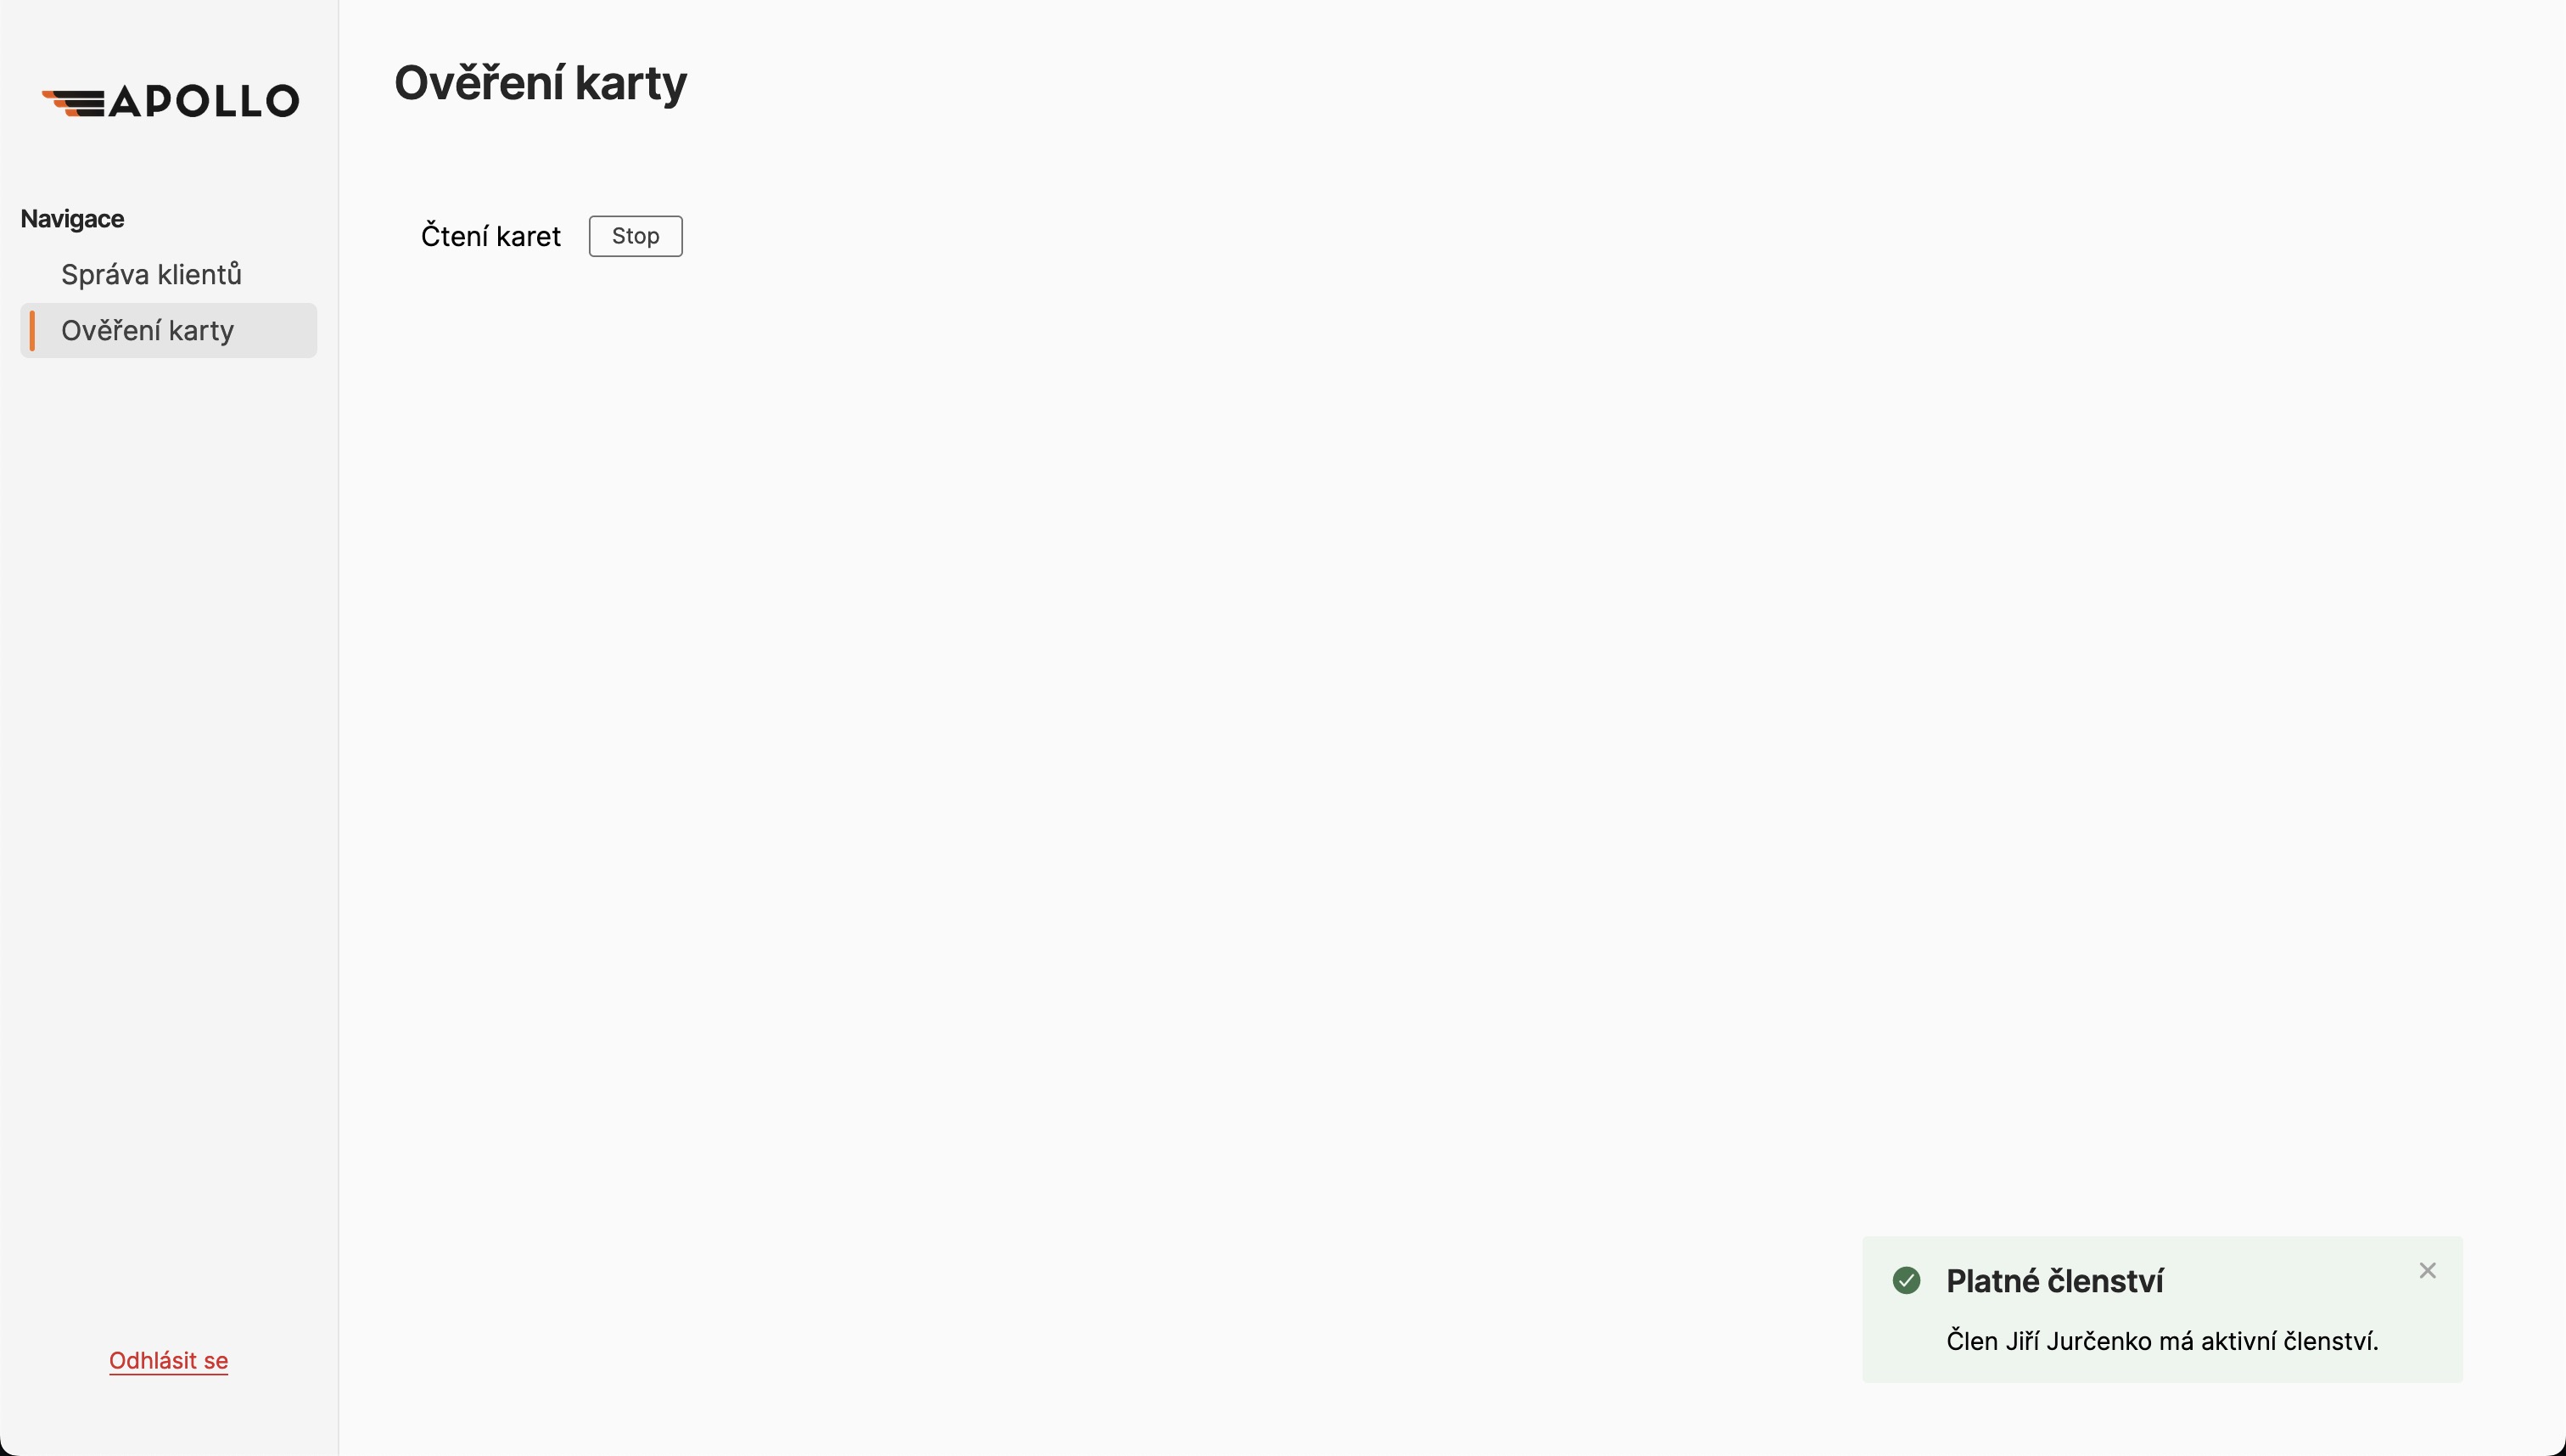 APOLLO
Navigace
Správa klientů
Ověření karty
Odhlásit se
Ověření karty
Čtení karet
Stop
Platné členství
Člen Jiří Jurčenko má aktivní členství.